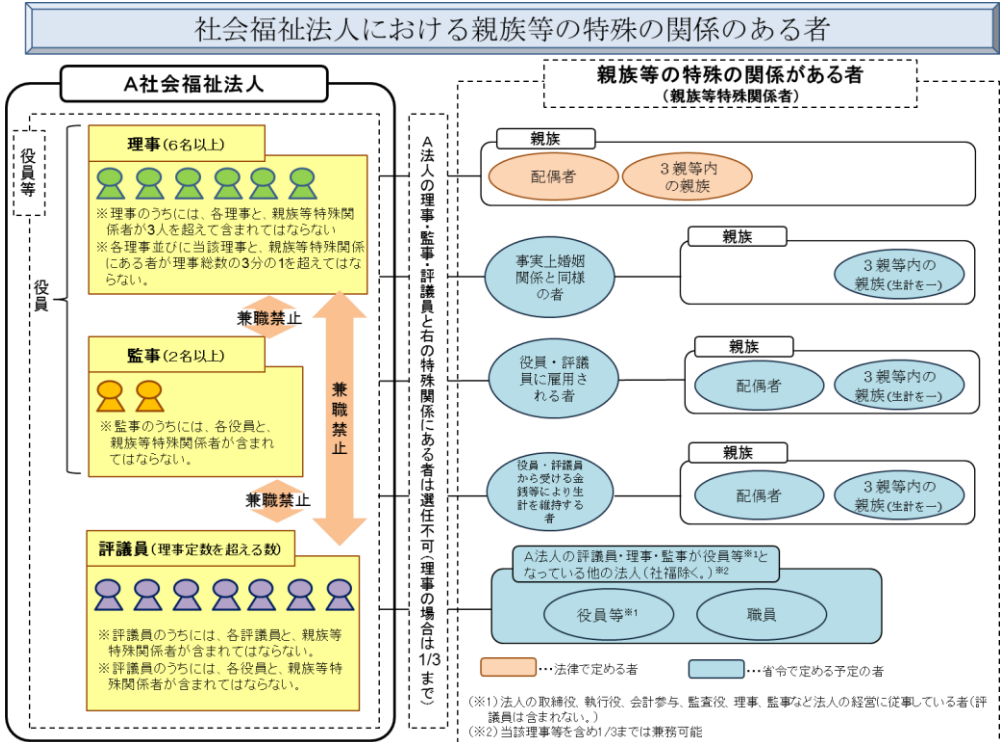 社会福祉法人における親族等の特殊の関係のある者
A社会福祉法人
役員等
役員
理事(6名以上)
※理事のうちには、各理事と、親族等特殊関
係者が3人を超えて含まれてはならない
※各理事並びに当該理事と、親族等特殊関係
にある者が理事総数の3分の1を超えてはな
らない。
兼職禁止
監事(2名以上)
※監事のうちには、各役員と、
親族等特殊関係者が含まれ
てはならない。
兼職禁止
兼職禁止
評議員(理事定数を超える数)
※評議員のうちには、各評議員と、親族等
特殊関係者が含まれてはならない。
※評議員のうちには、各役員と、親族等特
殊関係者が含まれてはならない。
A法人の理事・監事・評議員と右の特殊関係にある者は選任不可(理事の場合は1/3まで)
親族等の特殊の関係がある者
(親族等特殊関係者)
親族
配偶者
3親等内
の親族
事実上婚姻
関係と同様
の者
親族
3親等内の
親族(生計を一)
役員・評議
員に雇用さ
れる者
親族
配偶者
3親等内の
親族(生計を一)
役員・評議員
から受ける金
銭等により生
計を維持する
者
親族
配偶者
3親等内の
親族(生計を一)
A法人の評議員・理事・監事が役員等※1と
なっている他の法人(社福除く。)※2
役員等※1
職員
…法律で定める者
…省令で定める予定の者
(※1)法人の取締役、執行役、会計参与、監査役、理事、監事など法人の経営に従事している者(評
議員は含まれない。)
(※2)当該理事等を含め1/3までは兼務可能